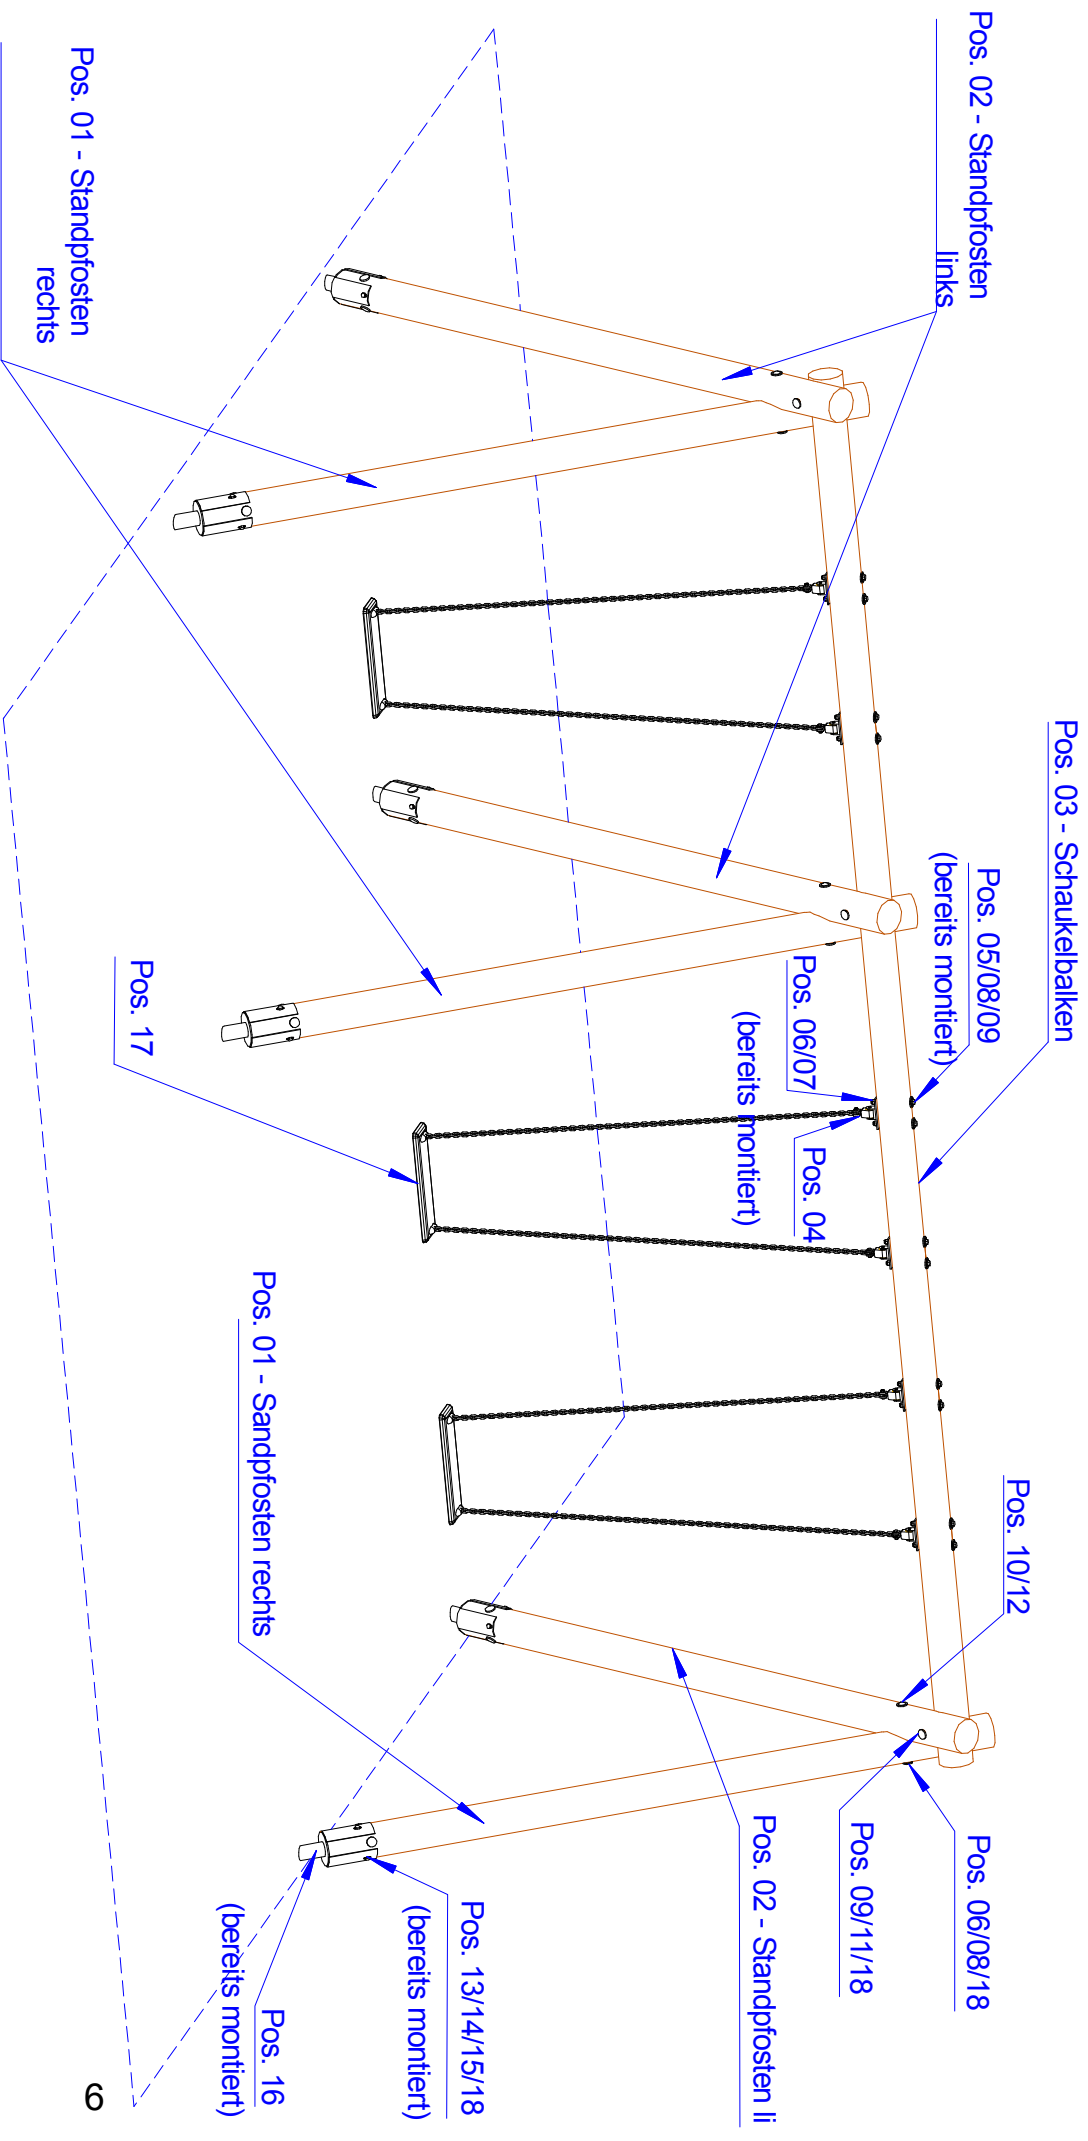 Pos. 02 - Standpfosten
links
Pos. 01 - Standpfosten
rechts
Pos. 03 - Schaukelbalken
Pos. 05/08/09
(bereits montiert)
Pos. 06/07
(bereits montiert)
Pos. 04
Pos. 17
Pos. 10/12
Pos. 01 - Sandpfosten rechts
Pos. 06/08/18
Pos. 09/11/18
Pos. 02 - Standpfosten li
Pos. 13/14/15/18
(bereits montiert)
Pos. 16
(bereits montiert)
6